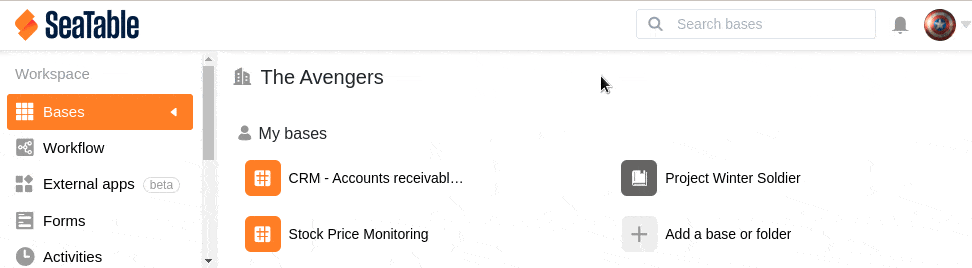 SeaTable
Search bases
Workspace
Bases
Workflow
External apps beta
Forms
Activities
The Avengers
My bases
CRM - Accounts receivabl…
Project Winter Soldier
Stock Price Monitoring
Add a base or folder